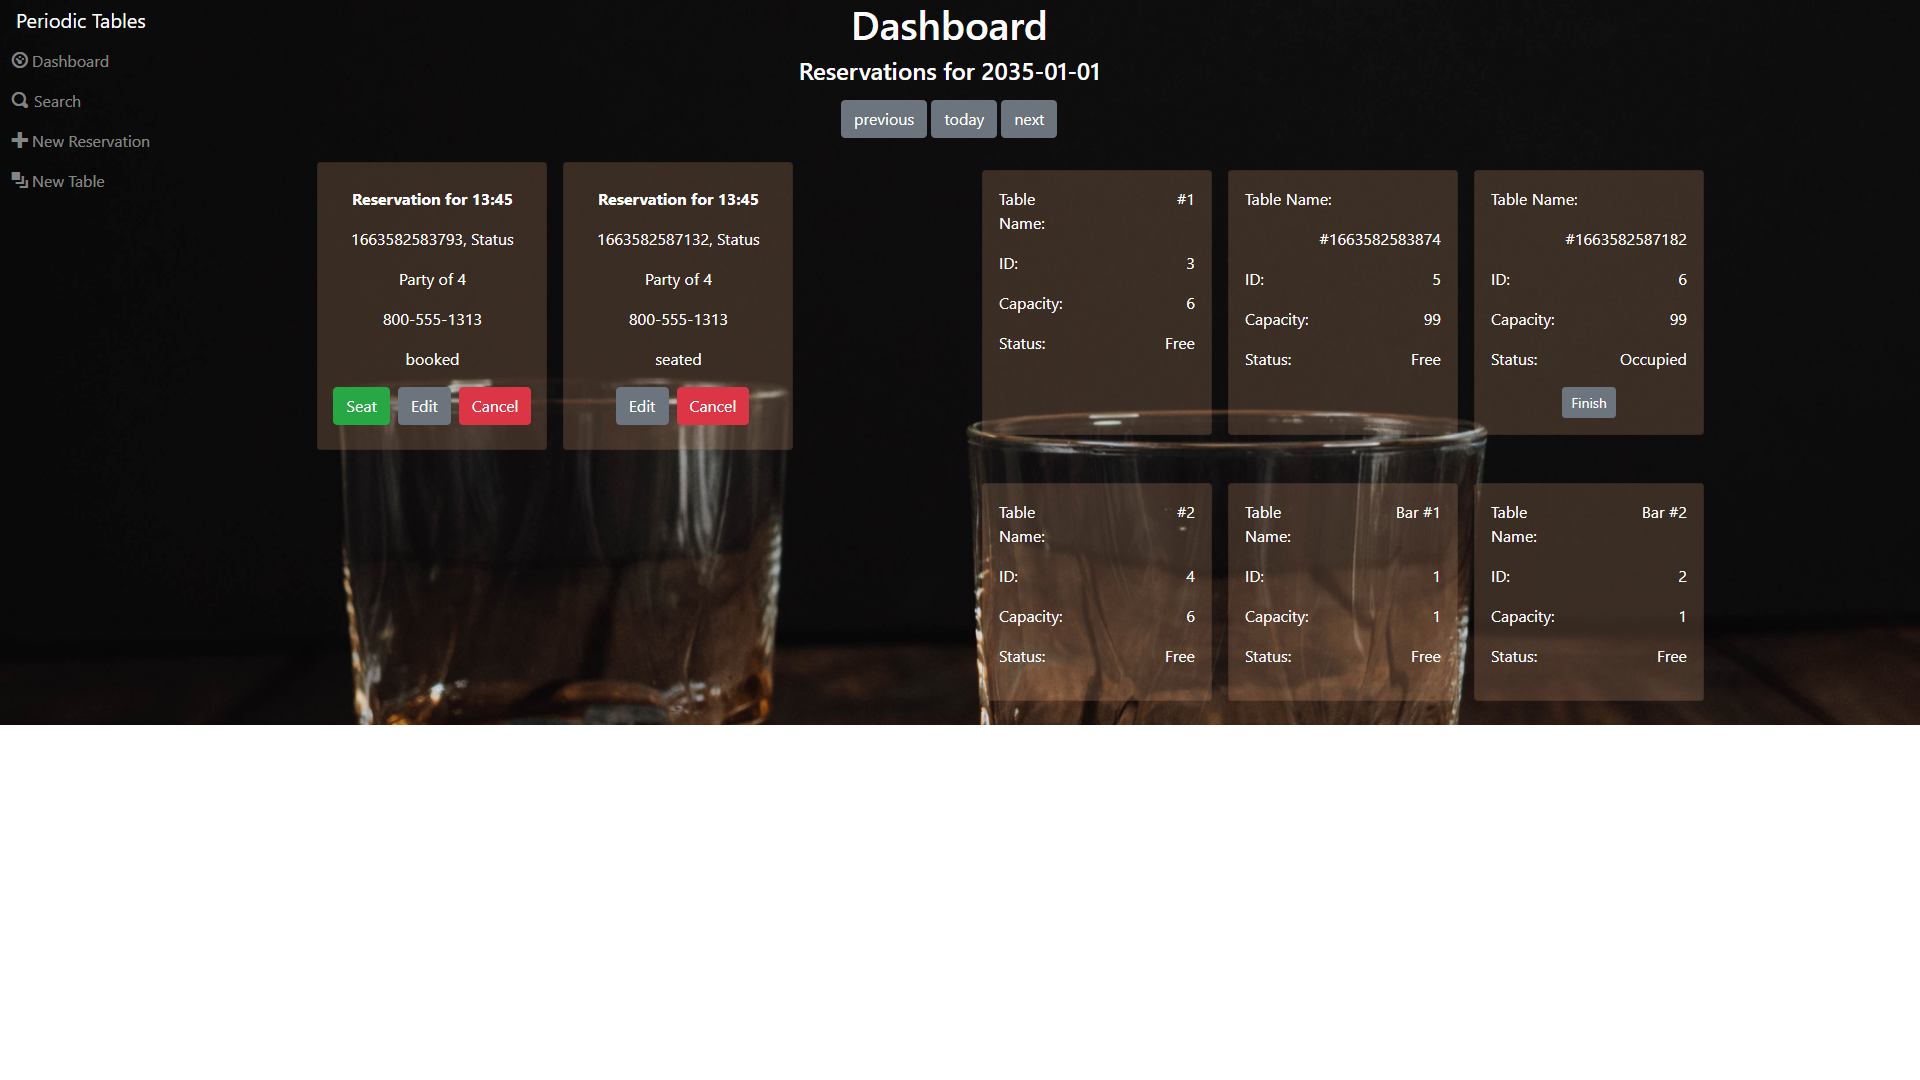 Periodic Tables
Dashboard
Search
New Reservation
New Table
Dashboard
Reservations for 2035-01-01
previous today next
Reservation for 13:45
1663582583793, Status
Party of 4
800-555-1313
booked
Seat Edit Cancel
Reservation for 13:45
1663582587132, Status
Party of 4
800-555-1313
seated
Edit Cancel
Table #1
Name:
ID: 3
Capacity: 6
Status: Free
Table Name:
#1663582583874
ID: 5
Capacity: 99
Status: Free
Table Name:
#1663582587182
ID: 6
Capacity: 99
Status: Occupied
Finish
Table #2
Name:
ID: 4
Capacity: 6
Status: Free
Table Bar #1
Name:
ID: 1
Capacity: 1
Status: Free
Table Bar #2
Name:
ID: 2
Capacity: 1
Status: Free